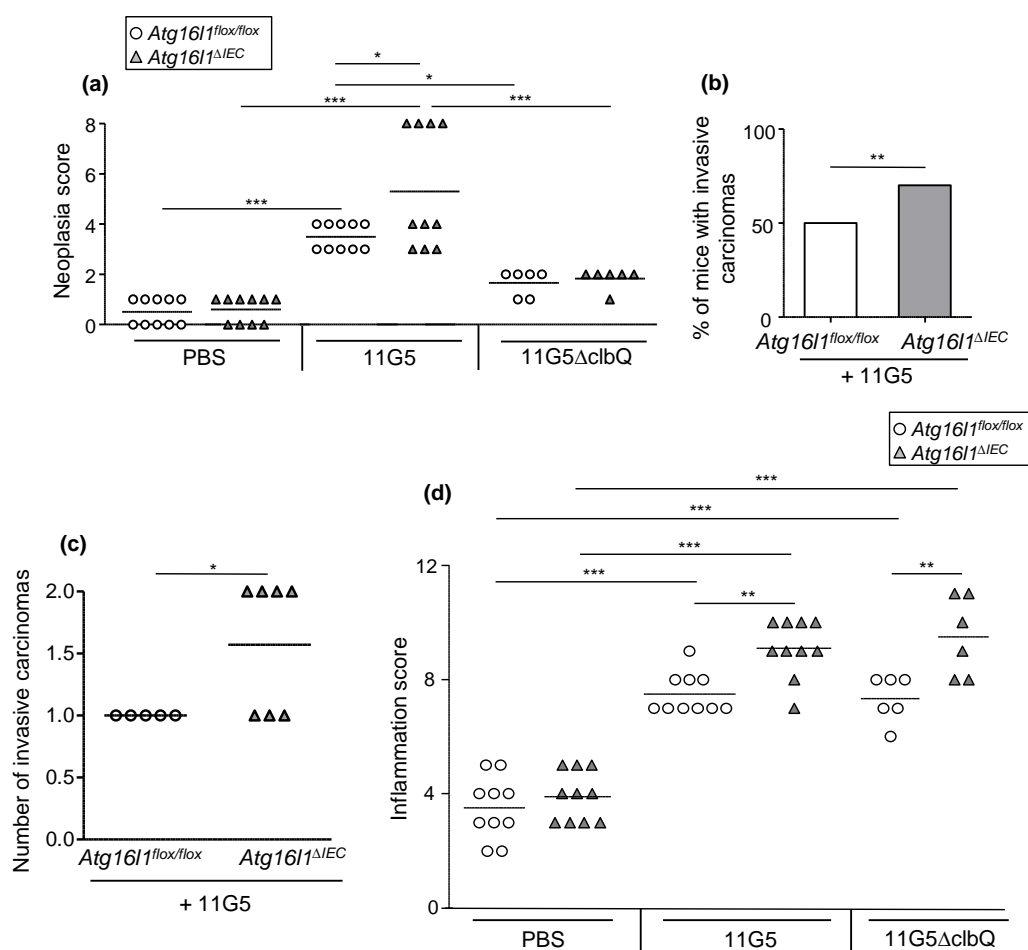 Atg16l1flox/flox
Atg16l1ΔIEC
(a)
*
*
***
***
***
8
6
4
2
0
Neoplasia score
PBS
11G5
11G5ΔclbQ
(b)
**
100
50
0
% of mice with invasive
carcinomas
Atg16l1flox/flox
Atg16l1ΔIEC
+ 11G5
(c)
*
2.0
1.5
1.0
0.5
0.0
Number of invasive carcinomas
Atg16l1flox/flox
Atg16l1ΔIEC
+ 11G5
Atg16l1flox/flox
Atg16l1ΔIEC
(d)
***
***
***
***
**
**
12
8
4
0
Inflammation score
PBS
11G5
11G5ΔclbQ